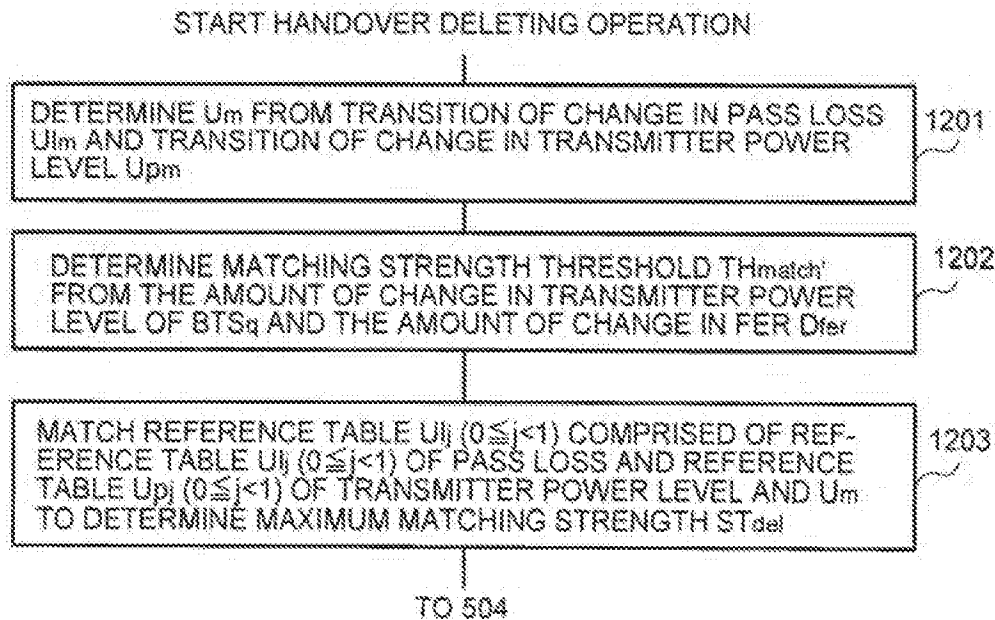 START HANDOVER DELETING OPERATION
DETERMINE Um FROM TRANSITION OF CHANGE IN PASS LOSS
Ulm AND TRANSITION OF CHANGE IN TRANSMITTER POWER
LEVEL Upm
1201
DETERMINE MATCHING STRENGTH THRESHOLD THmatch'
FROM THE AMOUNT OF CHANGE IN TRANSMITTER POWER
LEVEL OF BTSq AND THE AMOUNT OF CHANGE IN FER Dfer
1202
MATCH REFERENCE TABLE Ulj (0≦j<1) COMPRISED OF REF-
ERENCE TABLE Ulj (0≦j<1) OF PASS LOSS AND REFERENCE
TABLE Upj (0≦j<1) OF TRANSMITTER POWER LEVEL AND Um
TO DETERMINE MAXIMUM MATCHING STRENGTH STdel
1203
TO 504